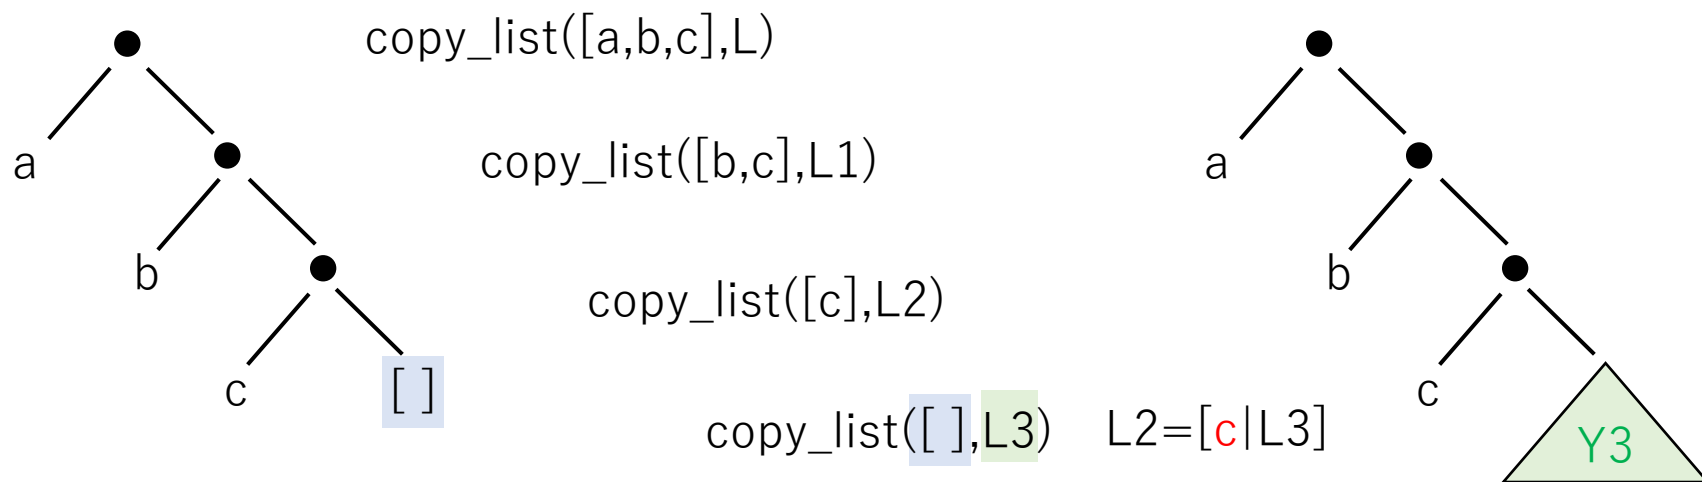 copy_list([a,b,c],L)
a
copy_list([b,c],L1)
a
b
copy_list([c],L2)
b
c
[ ]
copy_list([ ],L3)
L2=[c|L3]
c
Y3